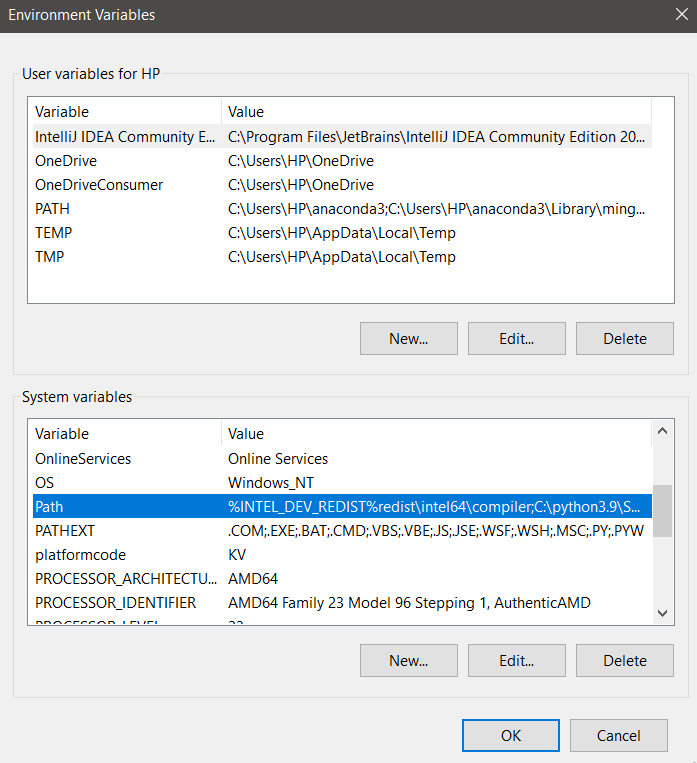 Environment Variables
User variables for HP
Variable Value
IntelliJ IDEA Community E... C:\Program Files\JetBrains\IntelliJ IDEA Community Edition 20...
OneDrive C:\Users\HP\OneDrive
OneDriveConsumer C:\Users\HP\OneDrive
PATH C:\Users\HP\anaconda3;C:\Users\HP\anaconda3\Library\ming...
TEMP C:\Users\HP\AppData\Local\Temp
TMP C:\Users\HP\AppData\Local\Temp
New... Edit... Delete
System variables
Variable Value
OnlineServices Online Services
OS Windows_NT
Path %INTEL_DEV_REDIST%redist\intel64\compiler;C:\python3.9\S...
PATHEXT .COM;.EXE;.BAT;.CMD;.VBS;.VBE;.JS;.JSE;.WSF;.WSH;.MSC;.PY;.PYW
platformcode KV
PROCESSOR_ARCHITECTU... AMD64
PROCESSOR_IDENTIFIER AMD64 Family 23 Model 96 Stepping 1, AuthenticAMD
New... Edit... Delete
OK Cancel